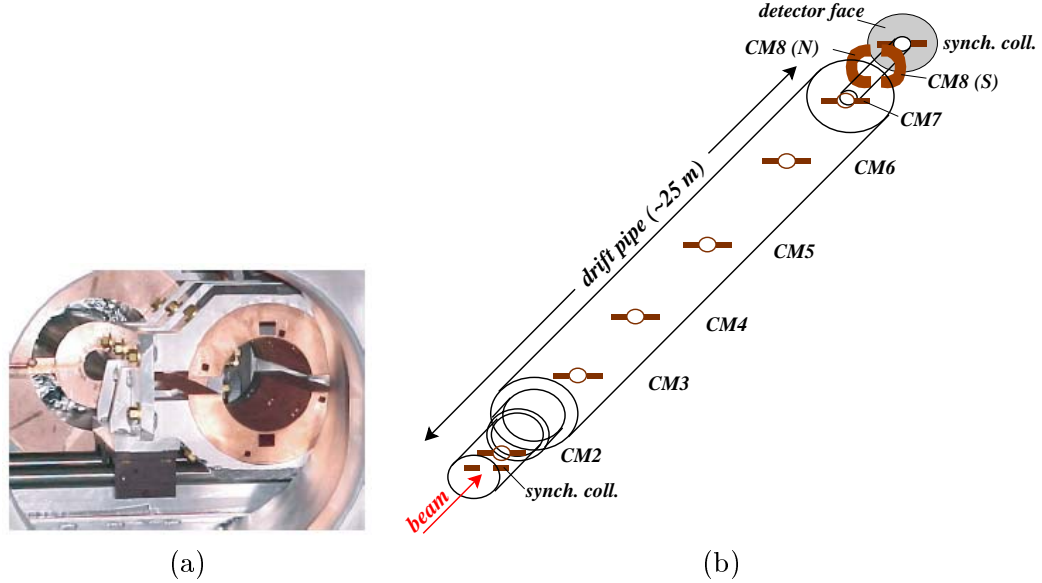 detector face
CM8 (N)
synch. coll.
CM8 (S)
CM7
CM6
drift pipe (~25 m)
CM5
CM4
CM3
CM2
synch. coll.
beam
(a)
(b)